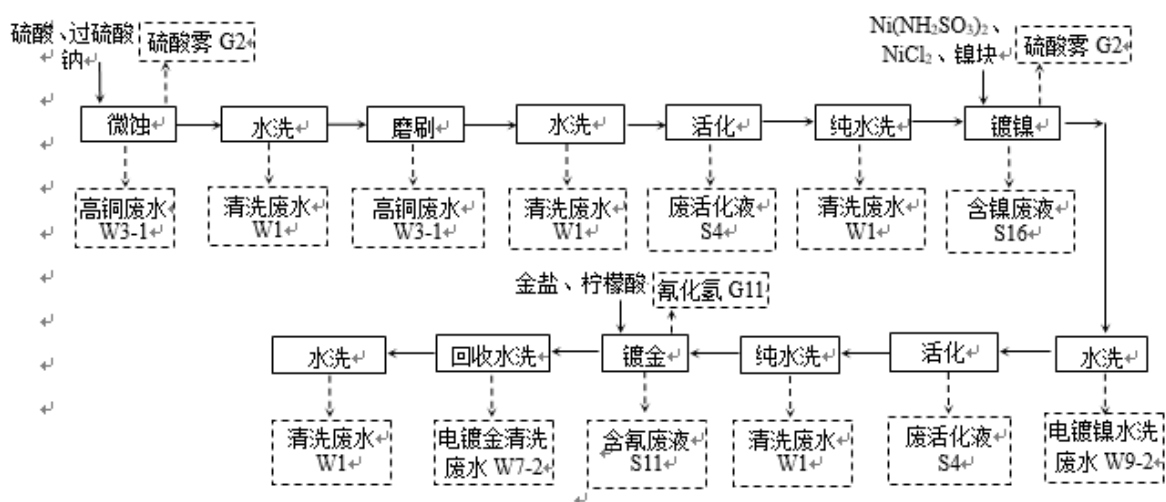 硫酸、过硫酸
钠
硫酸雾 G2
Ni(NH₂SO₃)₂、
NiCl₂、镍块
硫酸雾 G2
微蚀
水洗
磨刷
水洗
活化
纯水洗
镀镍
高铜废水
W3-1
清洗废水
W1
高铜废水
W3-1
清洗废水
W1
废活化液
S4
清洗废水
W1
含镍废液
S16
金盐、柠檬酸
氰化氢 G11
水洗
回收水洗
镀金
纯水洗
活化
水洗
清洗废水
W1
电镀金清洗
废水 W7-2
含氰废液
S11
清洗废水
W1
废活化液
S4
电镀镍水洗
废水 W9-2